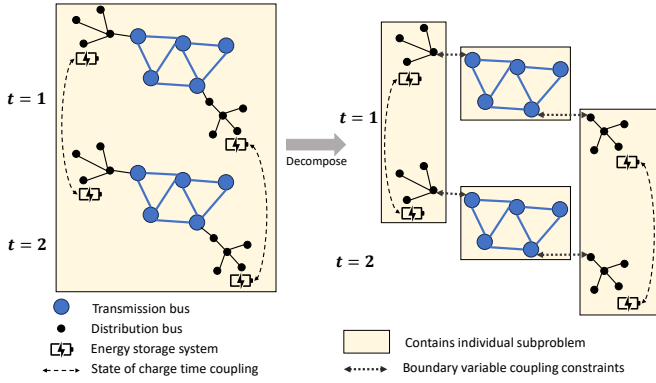 t = 1
t = 2
Decompose
t = 1
t = 2
Transmission bus
Distribution bus
Energy storage system
State of charge time coupling
Contains individual subproblem
Boundary variable coupling constraints